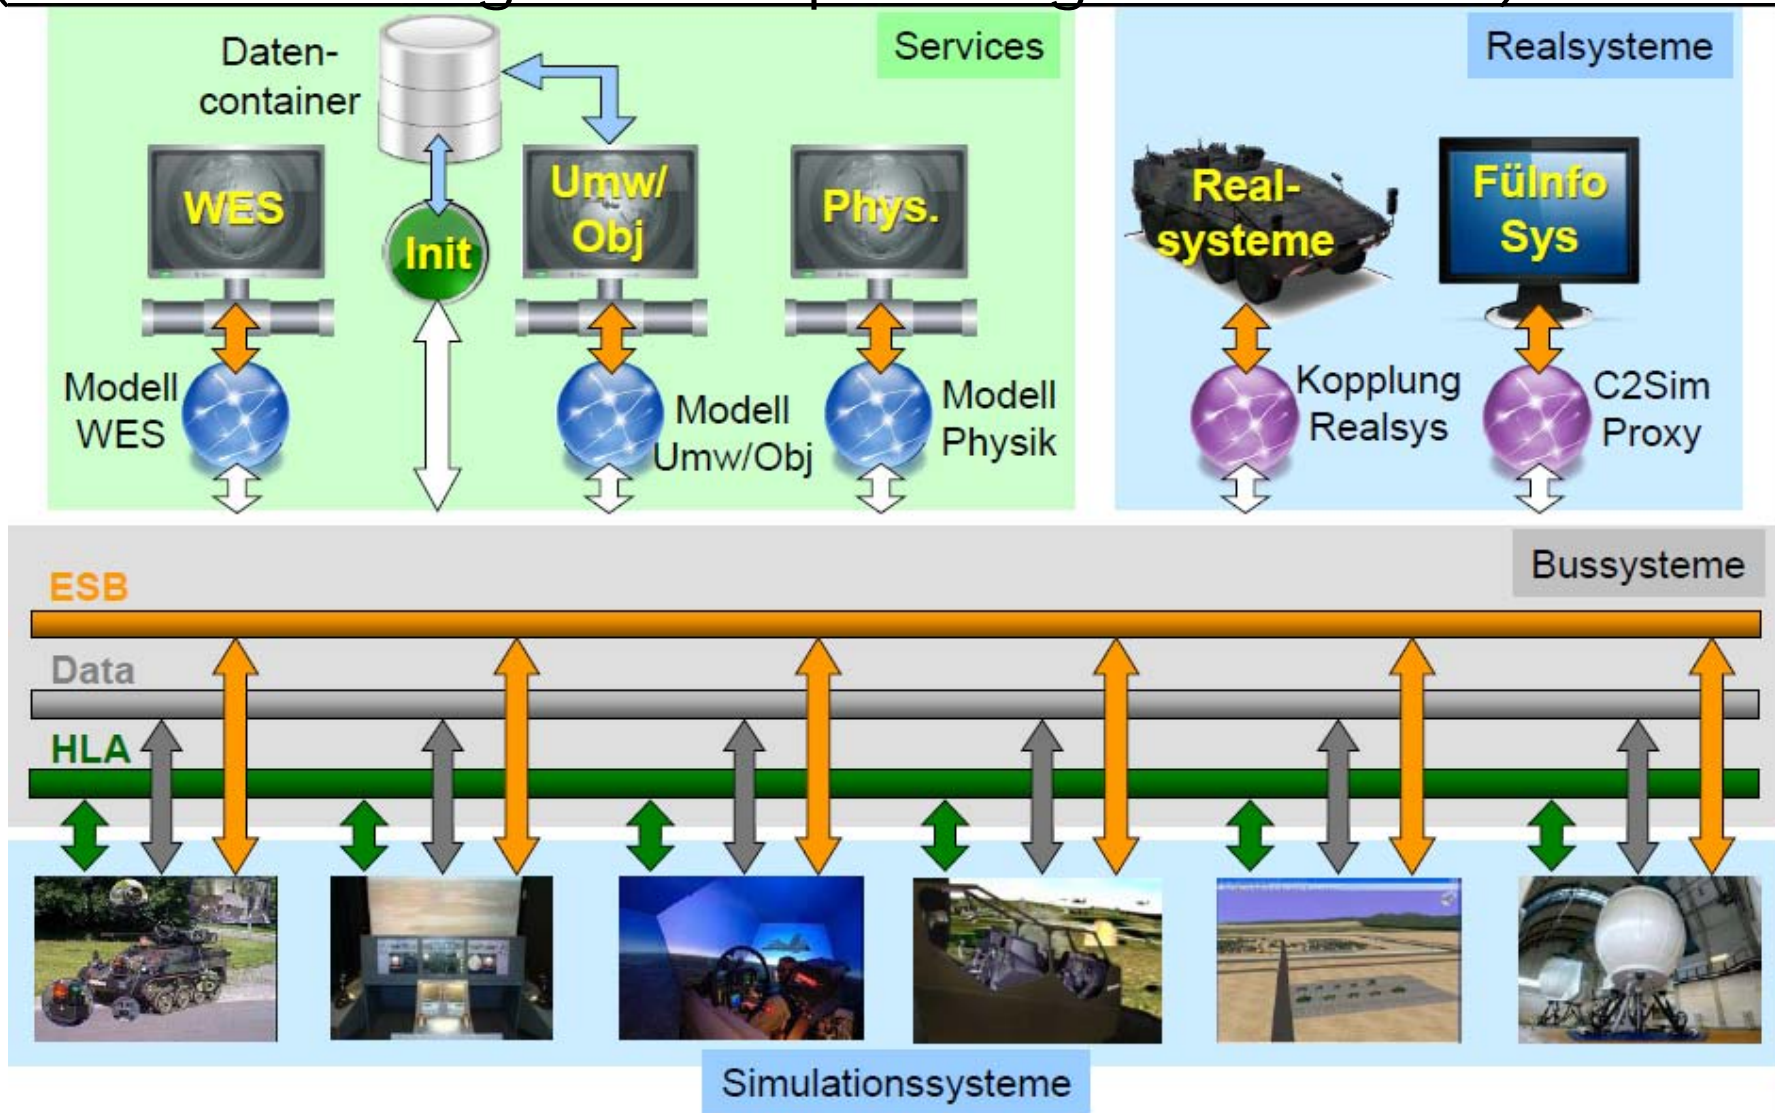 Daten-
container
Services
Realsysteme
WES
Init
Umw/
Obj
Phys.
Real-
systeme
FüInfo
Sys
Modell
WES
Modell
Umw/Obj
Modell
Physik
Kopplung
Realsys
C2Sim
Proxy
Bussysteme
ESB
Data
HLA
Simulationssysteme